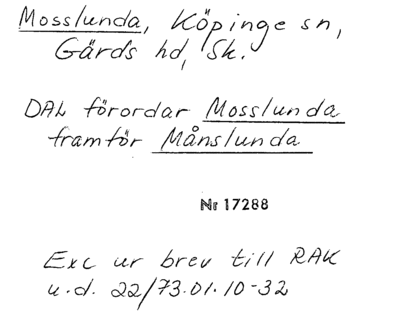 Mosslunda, Köpinge sn,
Gärds hd, Sk.
DAL förordar Mosslunda
framför Månslunda
Nr 17288
Exc ur brev till RAK
u.d. 22/73.01.10-32